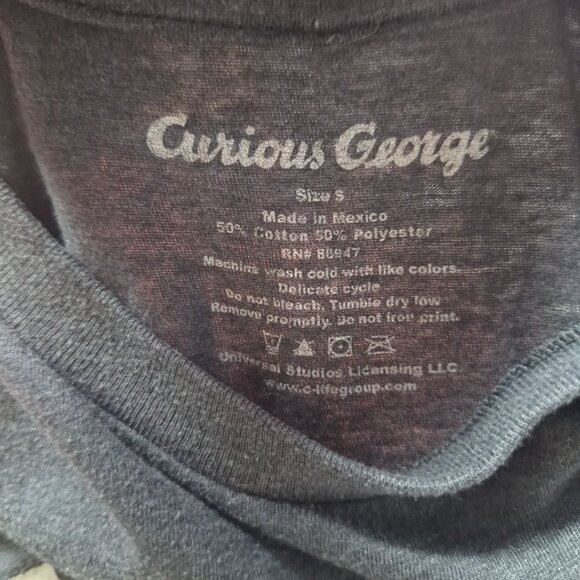 Curious George
Size S
Made in Mexico
50% Cotton 50% Polyester
RN# 86947
Machine wash cold with like colors.
Delicate cycle
Do not bleach. Tumble dry low.
Remove promptly. Do not iron print.
Universal Studios Licensing LLC
www.c-lifegroup.com